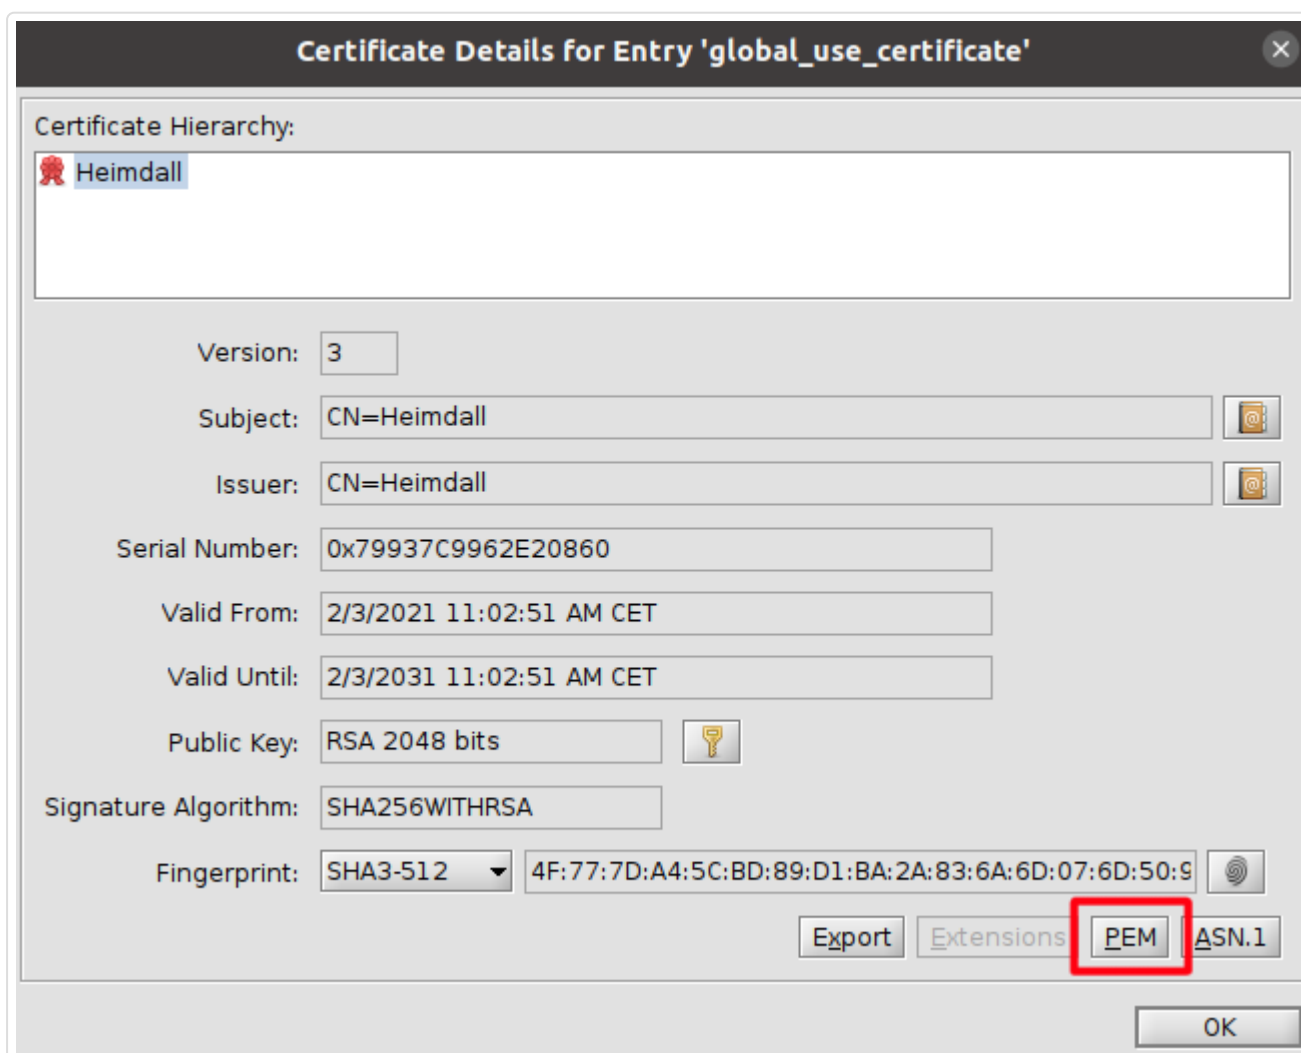 Certificate Details for Entry 'global_use_certificate'
Certificate Hierarchy:
Heimdall
Version: 3
Subject: CN=Heimdall
Issuer: CN=Heimdall
Serial Number: 0x79937C9962E20860
Valid From: 2/3/2021 11:02:51 AM CET
Valid Until: 2/3/2031 11:02:51 AM CET
Public Key: RSA 2048 bits
Signature Algorithm: SHA256WITHRSA
Fingerprint: SHA3-512 4F:77:7D:A4:5C:BD:89:D1:BA:2A:83:6A:6D:07:6D:50:9
Export Extensions PEM ASN.1
OK